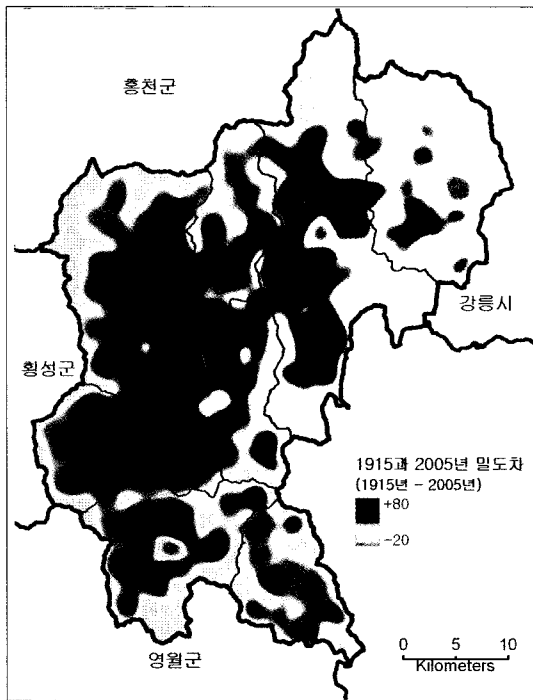 홍천군
강릉시
횡성군
1915과 2005년 밀도차
(1915년 - 2005년)
+80
-20
영월군
0 5 10
Kilometers